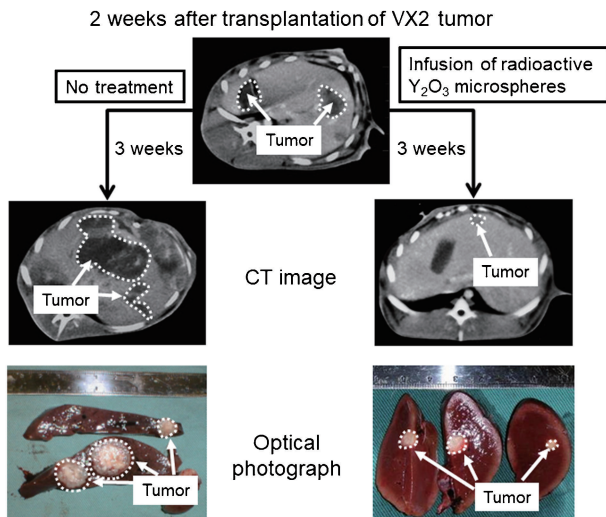 2 weeks after transplantation of VX2 tumor
No treatment
Infusion of radioactive
Y₂O₃ microspheres
Tumor
3 weeks
3 weeks
Tumor
CT image
Tumor
Optical
photograph
Tumor
Tumor